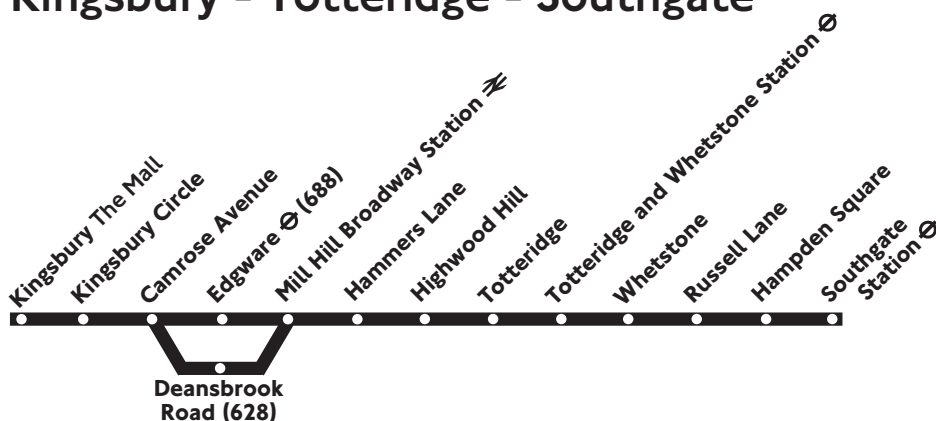 Kingsbury - Totteridge - Southgate
Kingsbury The Mall
Kingsbury Circle
Camrose Avenue
Edgware (688)
Mill Hill Broadway Station
Hammers Lane
Highwood Hill
Totteridge
Totteridge and Whetstone Station
Whetstone
Russell Lane
Hampden Square
Southgate
Station
Deansbrook
Road (628)